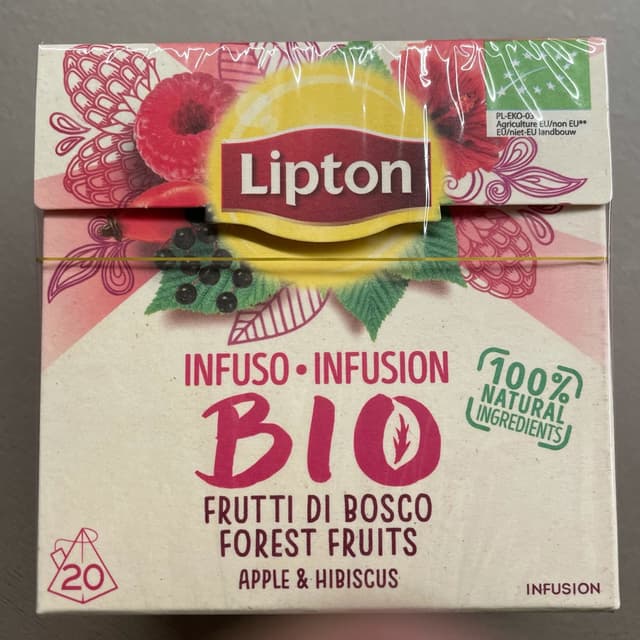 PL-EKO-03
Agriculture EU/non EU**
EU/niet-EU landbouw
Lipton
INFUSO • INFUSION
BIO
100%
NATURAL
INGREDIENTS
FRUTTI DI BOSCO
FOREST FRUITS
APPLE & HIBISCUS
20
INFUSION